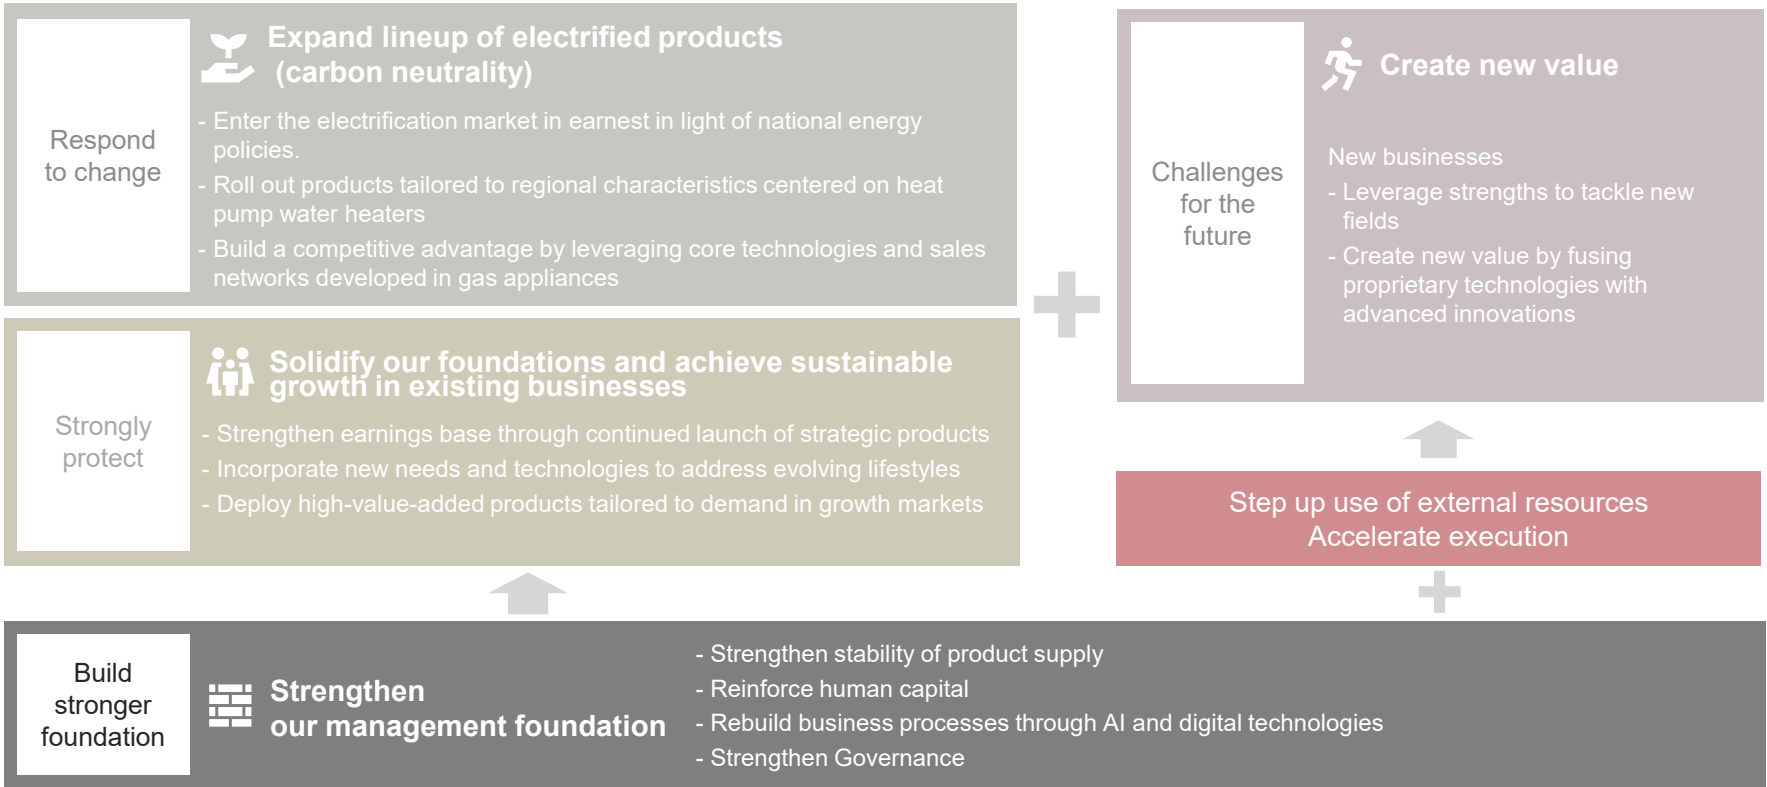 Respond
to change
Expand lineup of electrified products
(carbon neutrality)
- Enter the electrification market in earnest in light of national energy
policies.
- Roll out products tailored to regional characteristics centered on heat
pump water heaters
- Build a competitive advantage by leveraging core technologies and sales
networks developed in gas appliances
Strongly
protect
Solidify our foundations and achieve sustainable
growth in existing businesses
- Strengthen earnings base through continued launch of strategic products
- Incorporate new needs and technologies to address evolving lifestyles
- Deploy high-value-added products tailored to demand in growth markets
Challenges
for the
future
Create new value
New businesses
- Leverage strengths to tackle new
fields
- Create new value by fusing
proprietary technologies with
advanced innovations
Step up use of external resources
Accelerate execution
Build
stronger
foundation
Strengthen
our management foundation
- Strengthen stability of product supply
- Reinforce human capital
- Rebuild business processes through AI and digital technologies
- Strengthen Governance